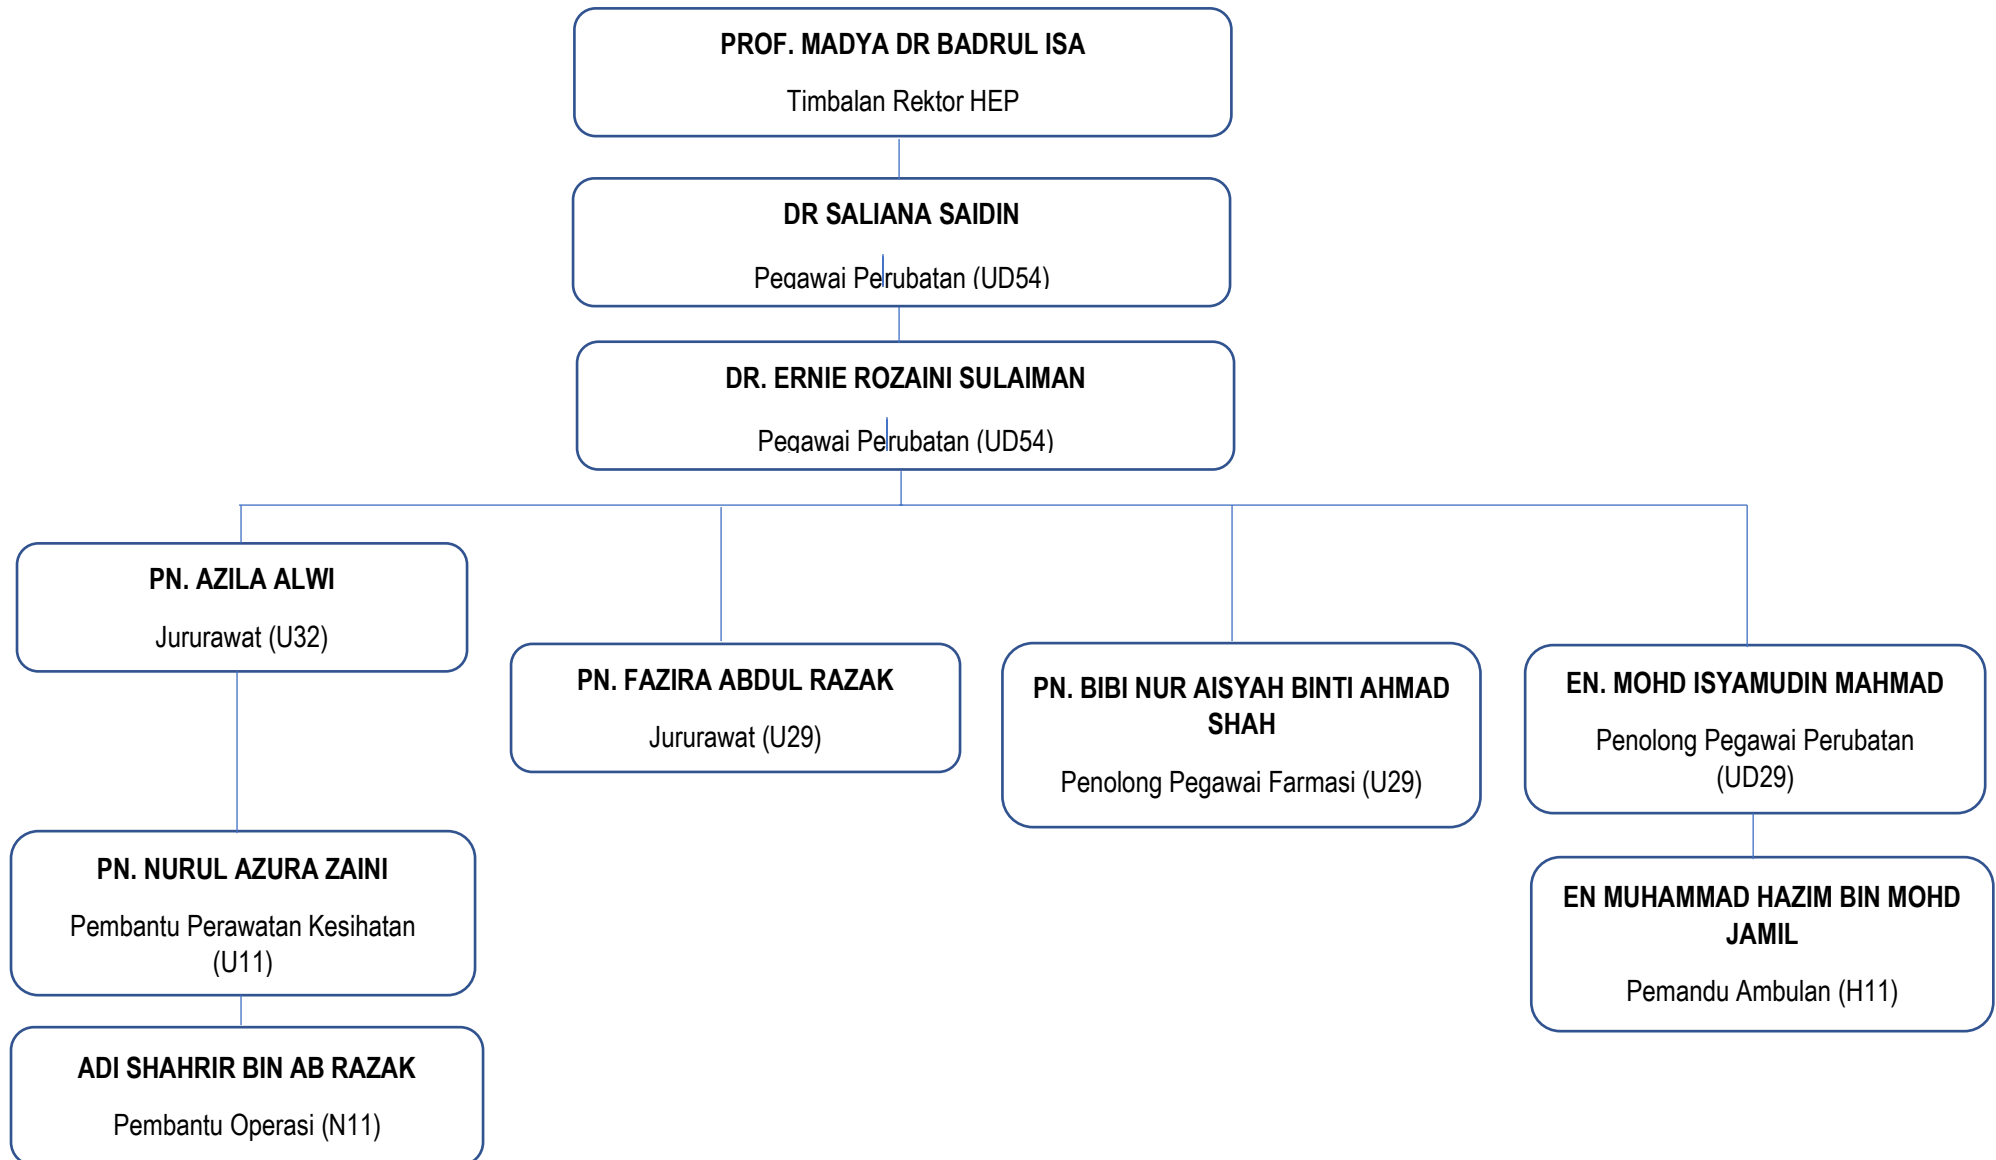 PROF. MADYA DR BADRUL ISA
Timbalan Rektor HEP
DR SALIANA SAIDIN
Pegawai Perubatan (UD54)
DR. ERNIE ROZAINI SULAIMAN
Pegawai Perubatan (UD54)
PN. AZILA ALWI
Jururawat (U32)
PN. FAZIRA ABDUL RAZAK
Jururawat (U29)
PN. BIBI NUR AISYAH BINTI AHMAD
SHAH
Penolong Pegawai Farmasi (U29)
EN. MOHD ISYAMUDIN MAHMAD
Penolong Pegawai Perubatan
(UD29)
PN. NURUL AZURA ZAINI
Pembantu Perawatan Kesihatan
(U11)
EN MUHAMMAD HAZIM BIN MOHD
JAMIL
Pemandu Ambulan (H11)
ADI SHAHRIR BIN AB RAZAK
Pembantu Operasi (N11)